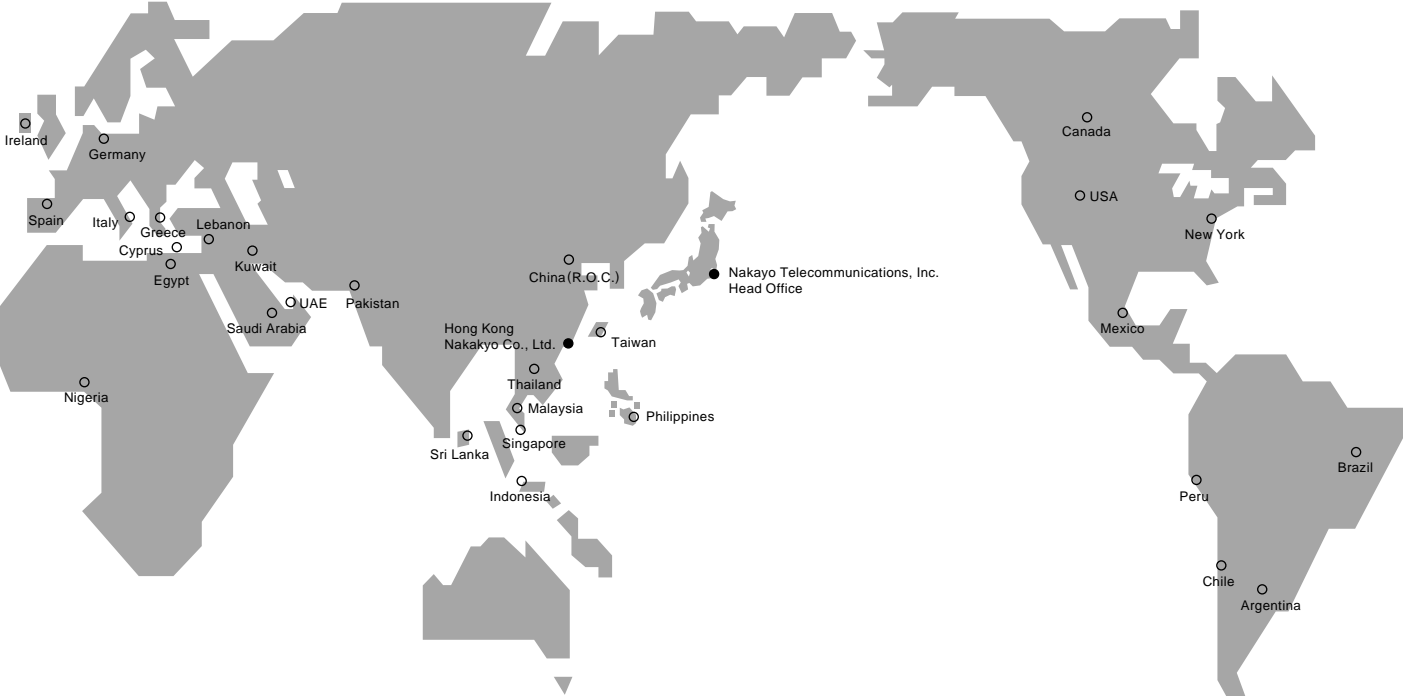 Canada
Ireland
Germany
USA
Spain
Italy
Greece
Lebanon
New York
Cyprus
Kuwait
Egypt
China(R.O.C.)
Nakayo Telecommunications, Inc.
Head Office
UAE
Pakistan
Saudi Arabia
Hong Kong
Nakakyo Co., Ltd.
Taiwan
Mexico
Thailand
Nigeria
Malaysia
Philippines
Singapore
Sri Lanka
Brazil
Indonesia
Peru
Chile
Argentina